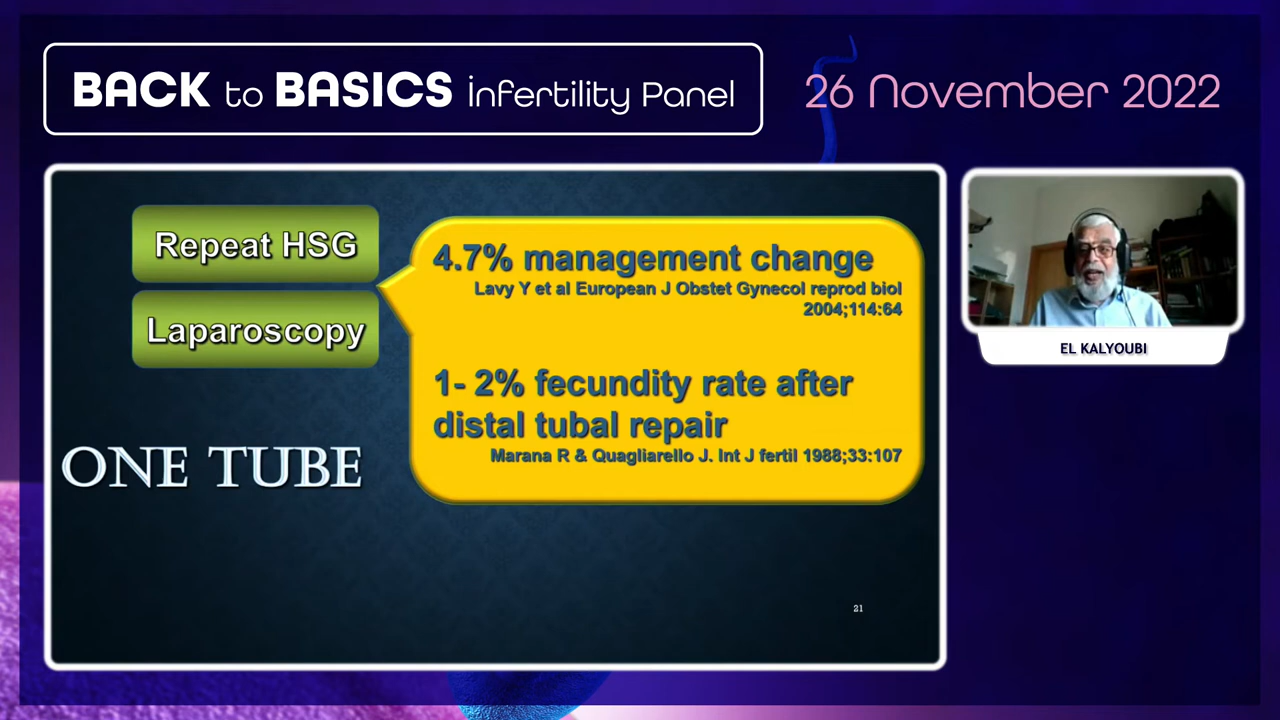 BACK to BASICS infertility Panel
26 November 2022
Repeat HSG
Laparoscopy
ONE TUBE
4.7% management change
Lavy Y et al European J Obstet Gynecol reprod biol
2004;114:64
1- 2% fecundity rate after
distal tubal repair
Marana R & Quagliarello J. Int J fertil 1988;33:107
21
EL KALYOUBI